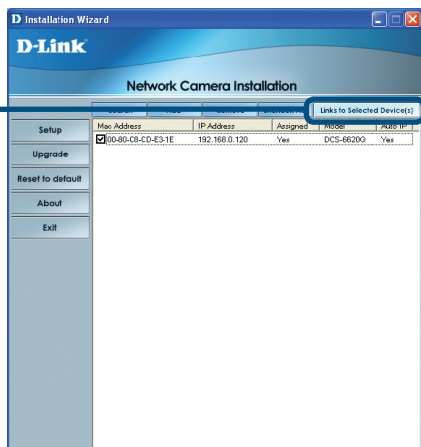 D Installation Wizard
D-Link
Network Camera Installation
Links to Selected Device(s)
Mac Address IP Address Assigned Model Auto IP
00-80-C8-CD-E3-1E 192.168.0.120 Yes DCS-6620G Yes
Setup
Upgrade
Reset to default
About
Exit